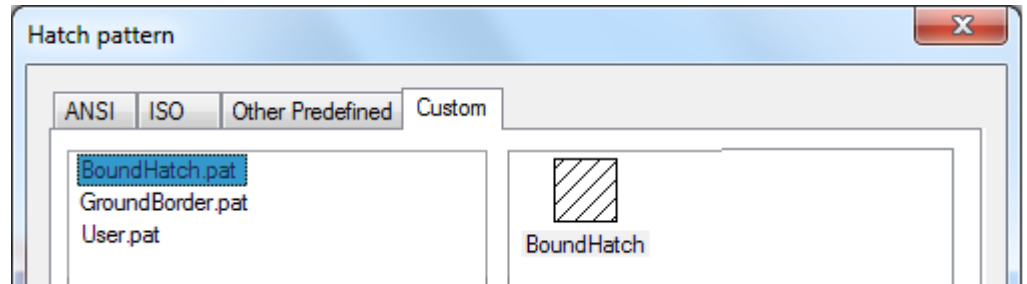 Hatch pattern
ANSI ISO Other Predefined Custom
BoundHatch.pat
GroundBorder.pat
User.pat
BoundHatch